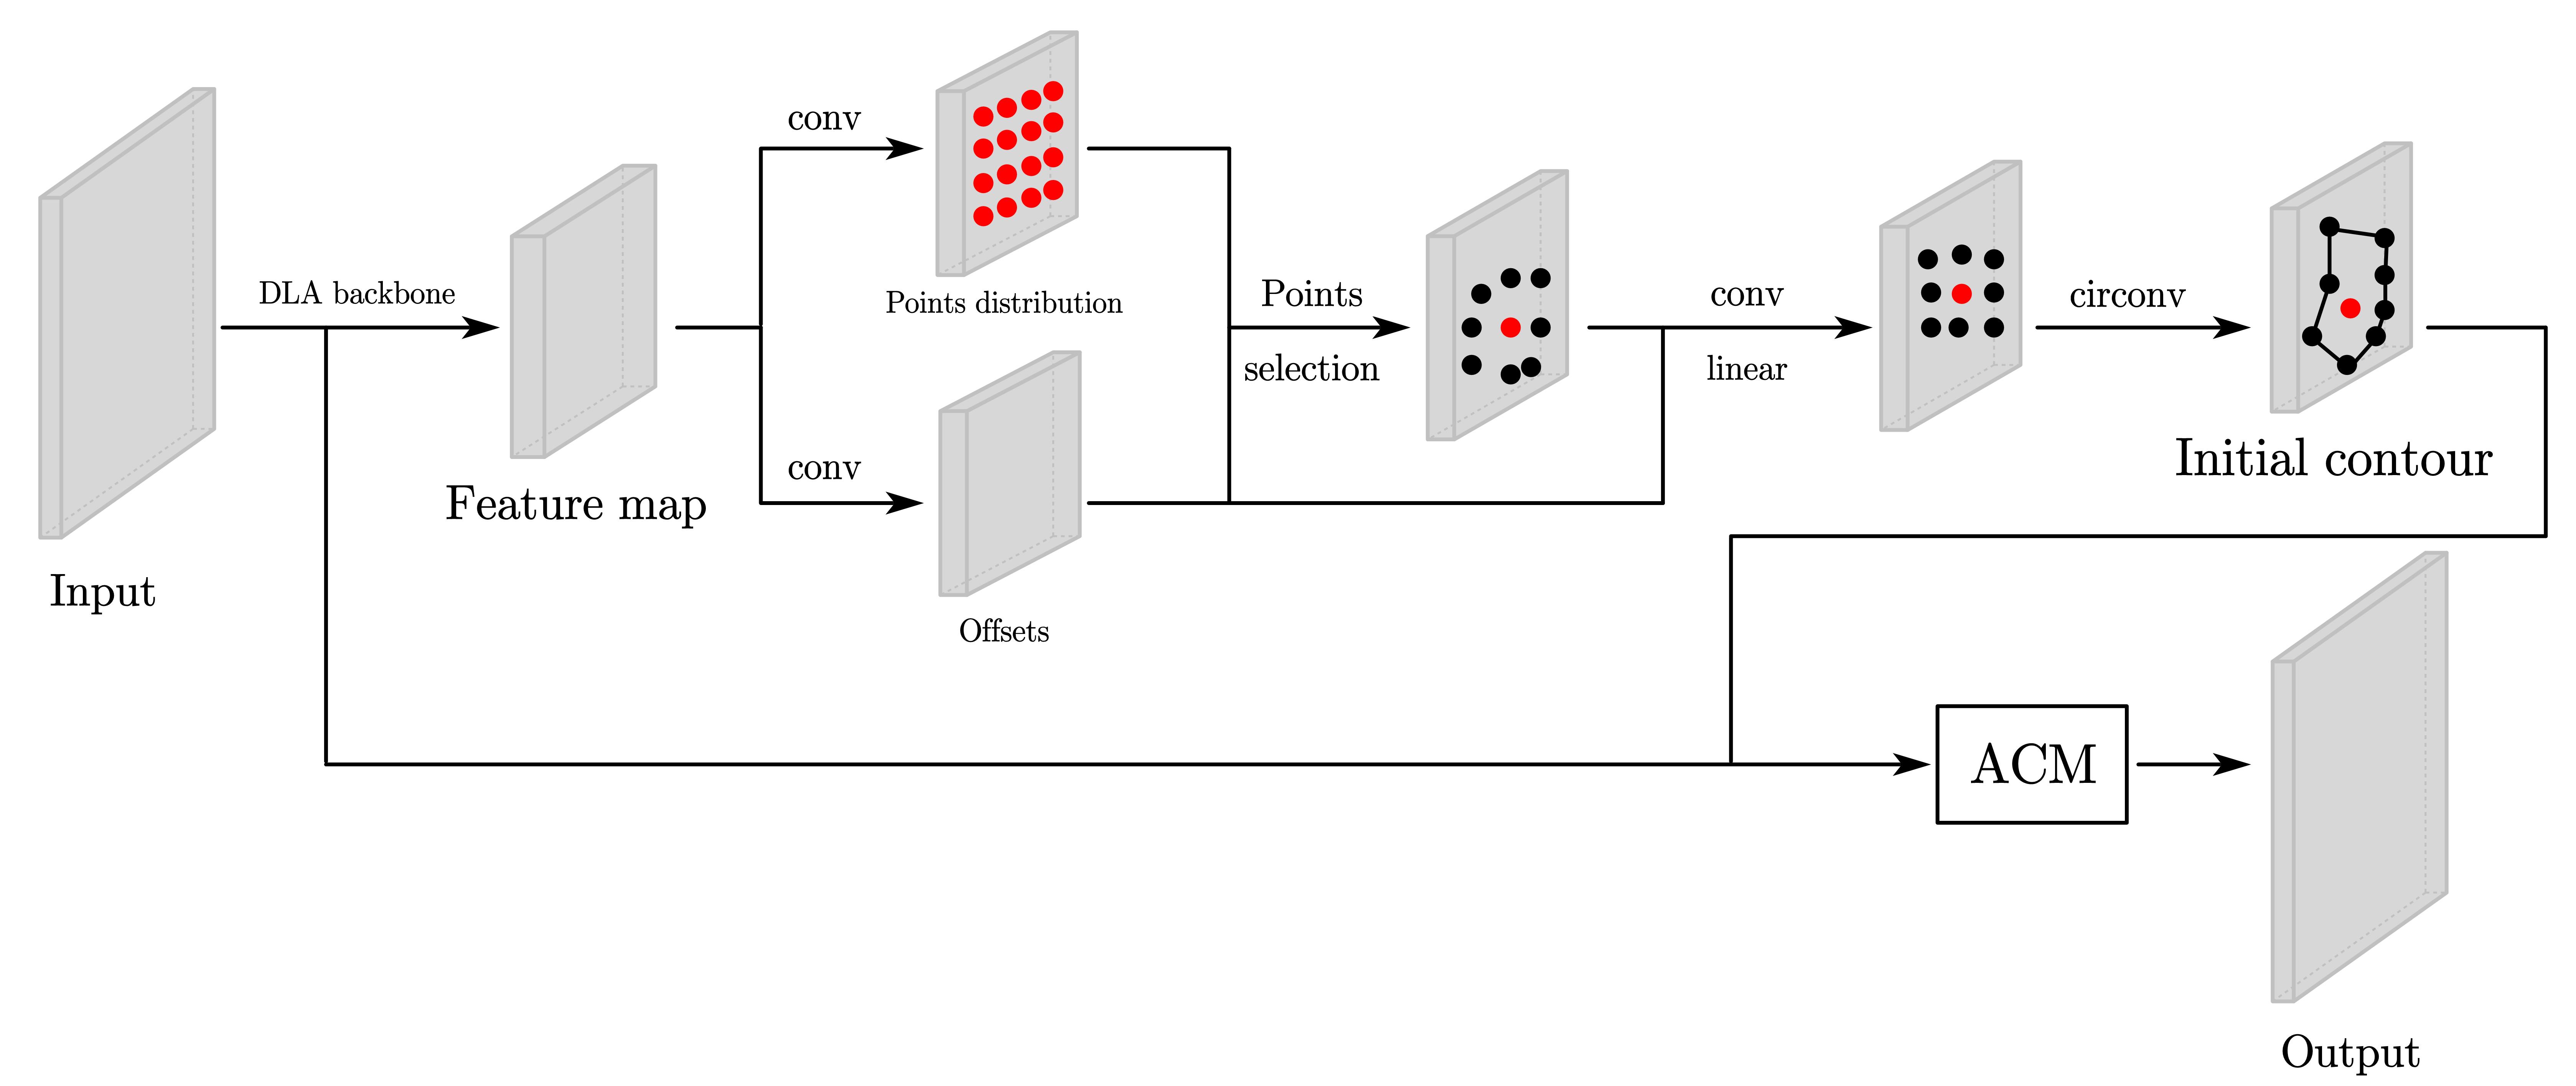 Input
DLA backbone
Feature map
conv
Points distribution
conv
Offsets
Points
selection
conv
linear
circonv
Initial contour
ACM
Output